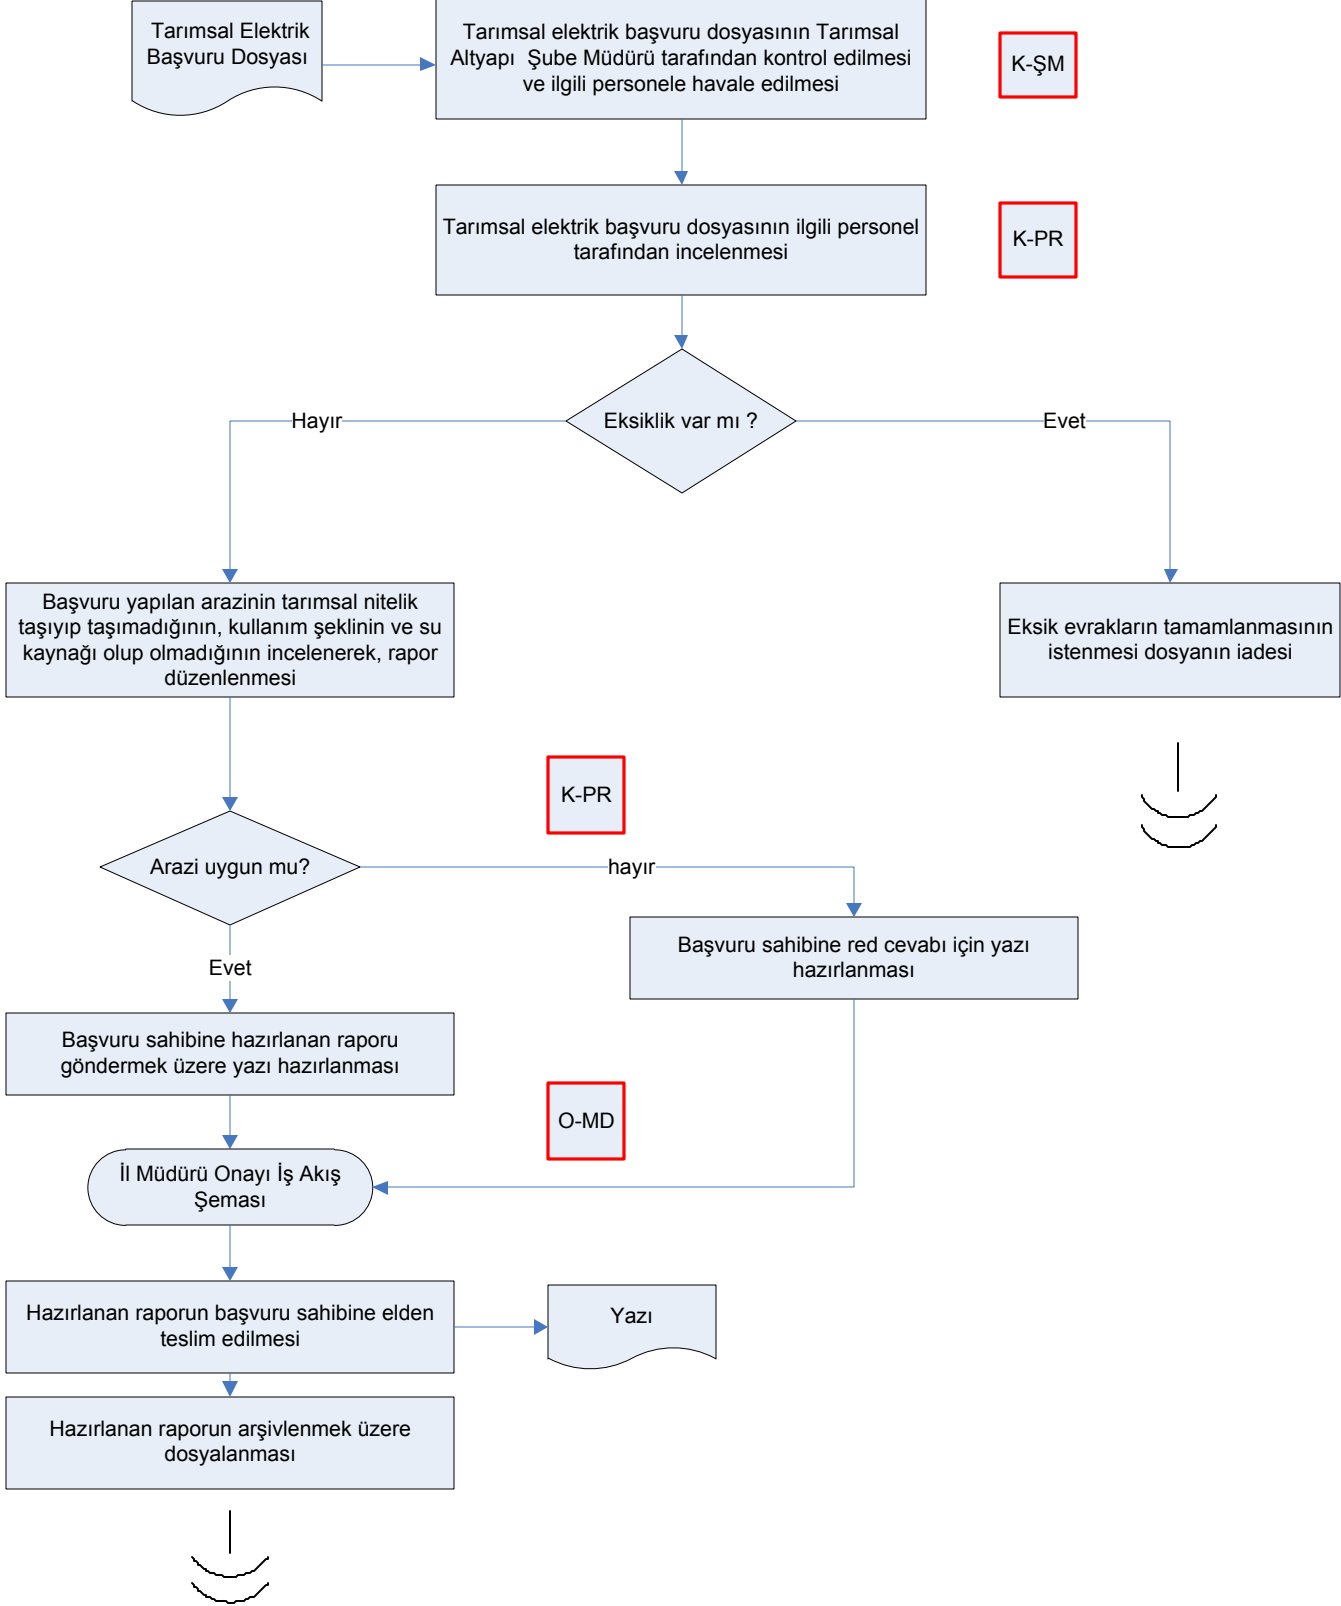 Tarımsal Elektrik
Başvuru Dosyası
Tarımsal elektrik başvuru dosyasının Tarımsal
Altyapı Şube Müdürü tarafından kontrol edilmesi
ve ilgili personele havale edilmesi
K-ŞM
Tarımsal elektrik başvuru dosyasının ilgili personel
tarafından incelenmesi
K-PR
Eksiklik var mı ?
Hayır
Evet
Başvuru yapılan arazinin tarımsal nitelik
taşıyıp taşımadığının, kullanım şeklinin ve su
kaynağı olup olmadığının incelenerek, rapor
düzenlenmesi
Eksik evrakların tamamlanmasının
istenmesi dosyanın iadesi
K-PR
Arazi uygun mu?
hayır
Evet
Başvuru sahibine red cevabı için yazı
hazırlanması
Başvuru sahibine hazırlanan raporu
göndermek üzere yazı hazırlanması
O-MD
İl Müdürü Onayı İş Akış
Şeması
Hazırlanan raporun başvuru sahibine elden
teslim edilmesi
Yazı
Hazırlanan raporun arşivlenmek üzere
dosyalanması